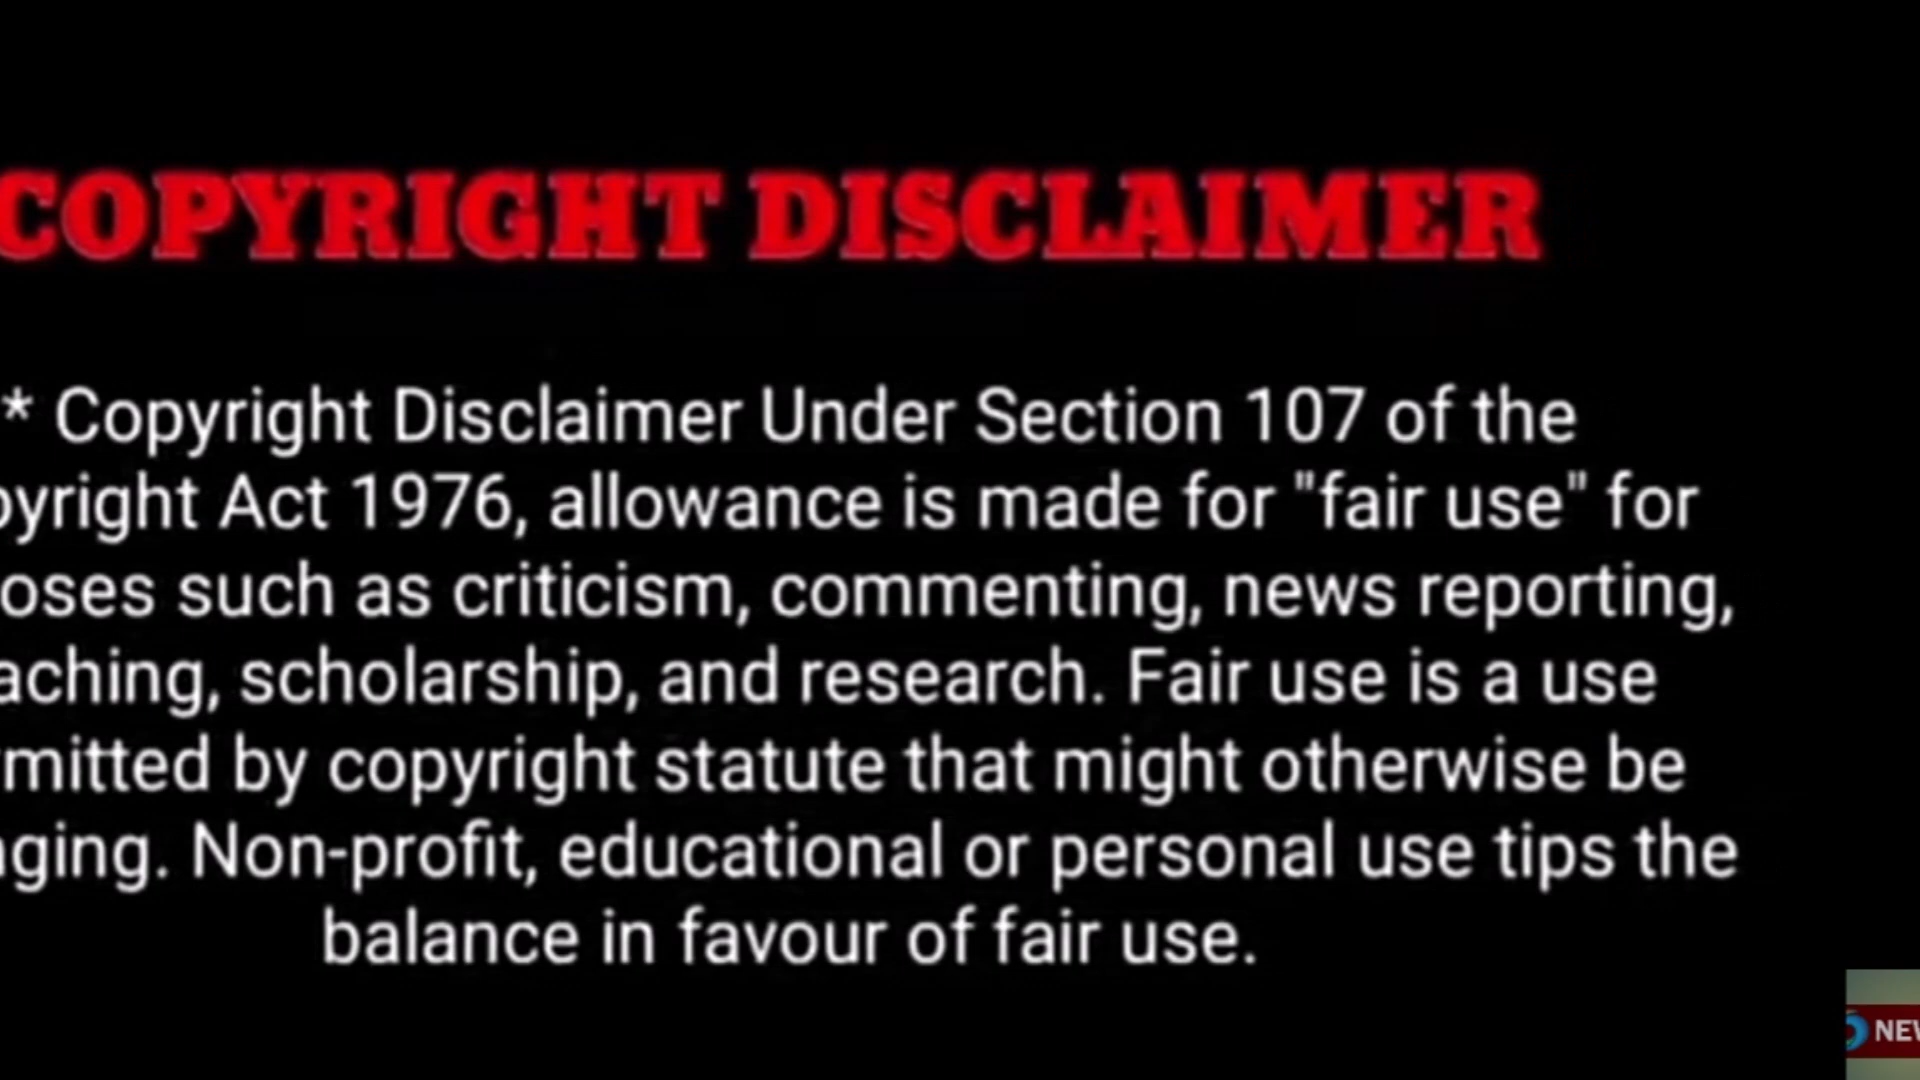 COPYRIGHT DISCLAIMER
* Copyright Disclaimer Under Section 107 of the
pyright Act 1976, allowance is made for "fair use" for
oses such as criticism, commenting, news reporting,
aching, scholarship, and research. Fair use is a use
mitted by copyright statute that might otherwise be
ging. Non-profit, educational or personal use tips the
balance in favour of fair use.
NEW